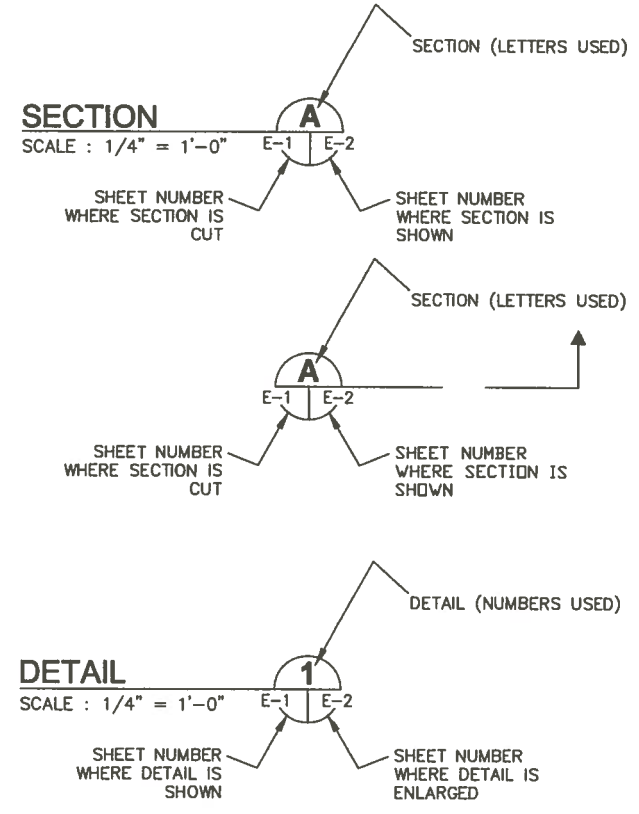 SECTION (LETTERS USED)
A
SECTION
SCALE : 1/4" = 1'-0"
E-1 E-2
SHEET NUMBER
WHERE SECTION IS
CUT
SHEET NUMBER
WHERE SECTION IS
SHOWN
SECTION (LETTERS USED)
A
E-1 E-2
SHEET NUMBER
WHERE SECTION IS
CUT
SHEET NUMBER
WHERE SECTION IS
SHOWN
DETAIL (NUMBERS USED)
1
DETAIL
SCALE : 1/4" = 1'-0"
E-1 E-2
SHEET NUMBER
WHERE DETAIL IS
SHOWN
SHEET NUMBER
WHERE DETAIL IS
ENLARGED